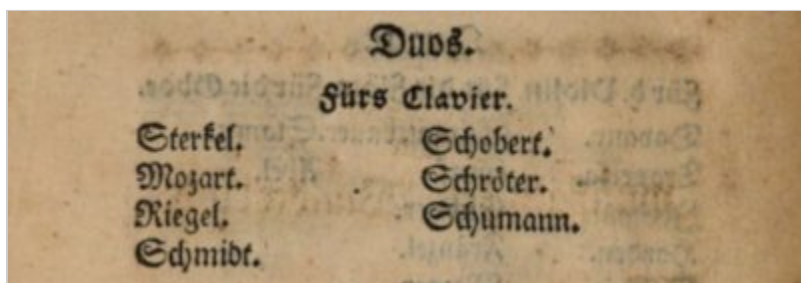 Duos.
Fürs Clavier.
Sterkel. Schobert.
Mozart. Schröter.
Riegel. Schumann.
Schmidt.